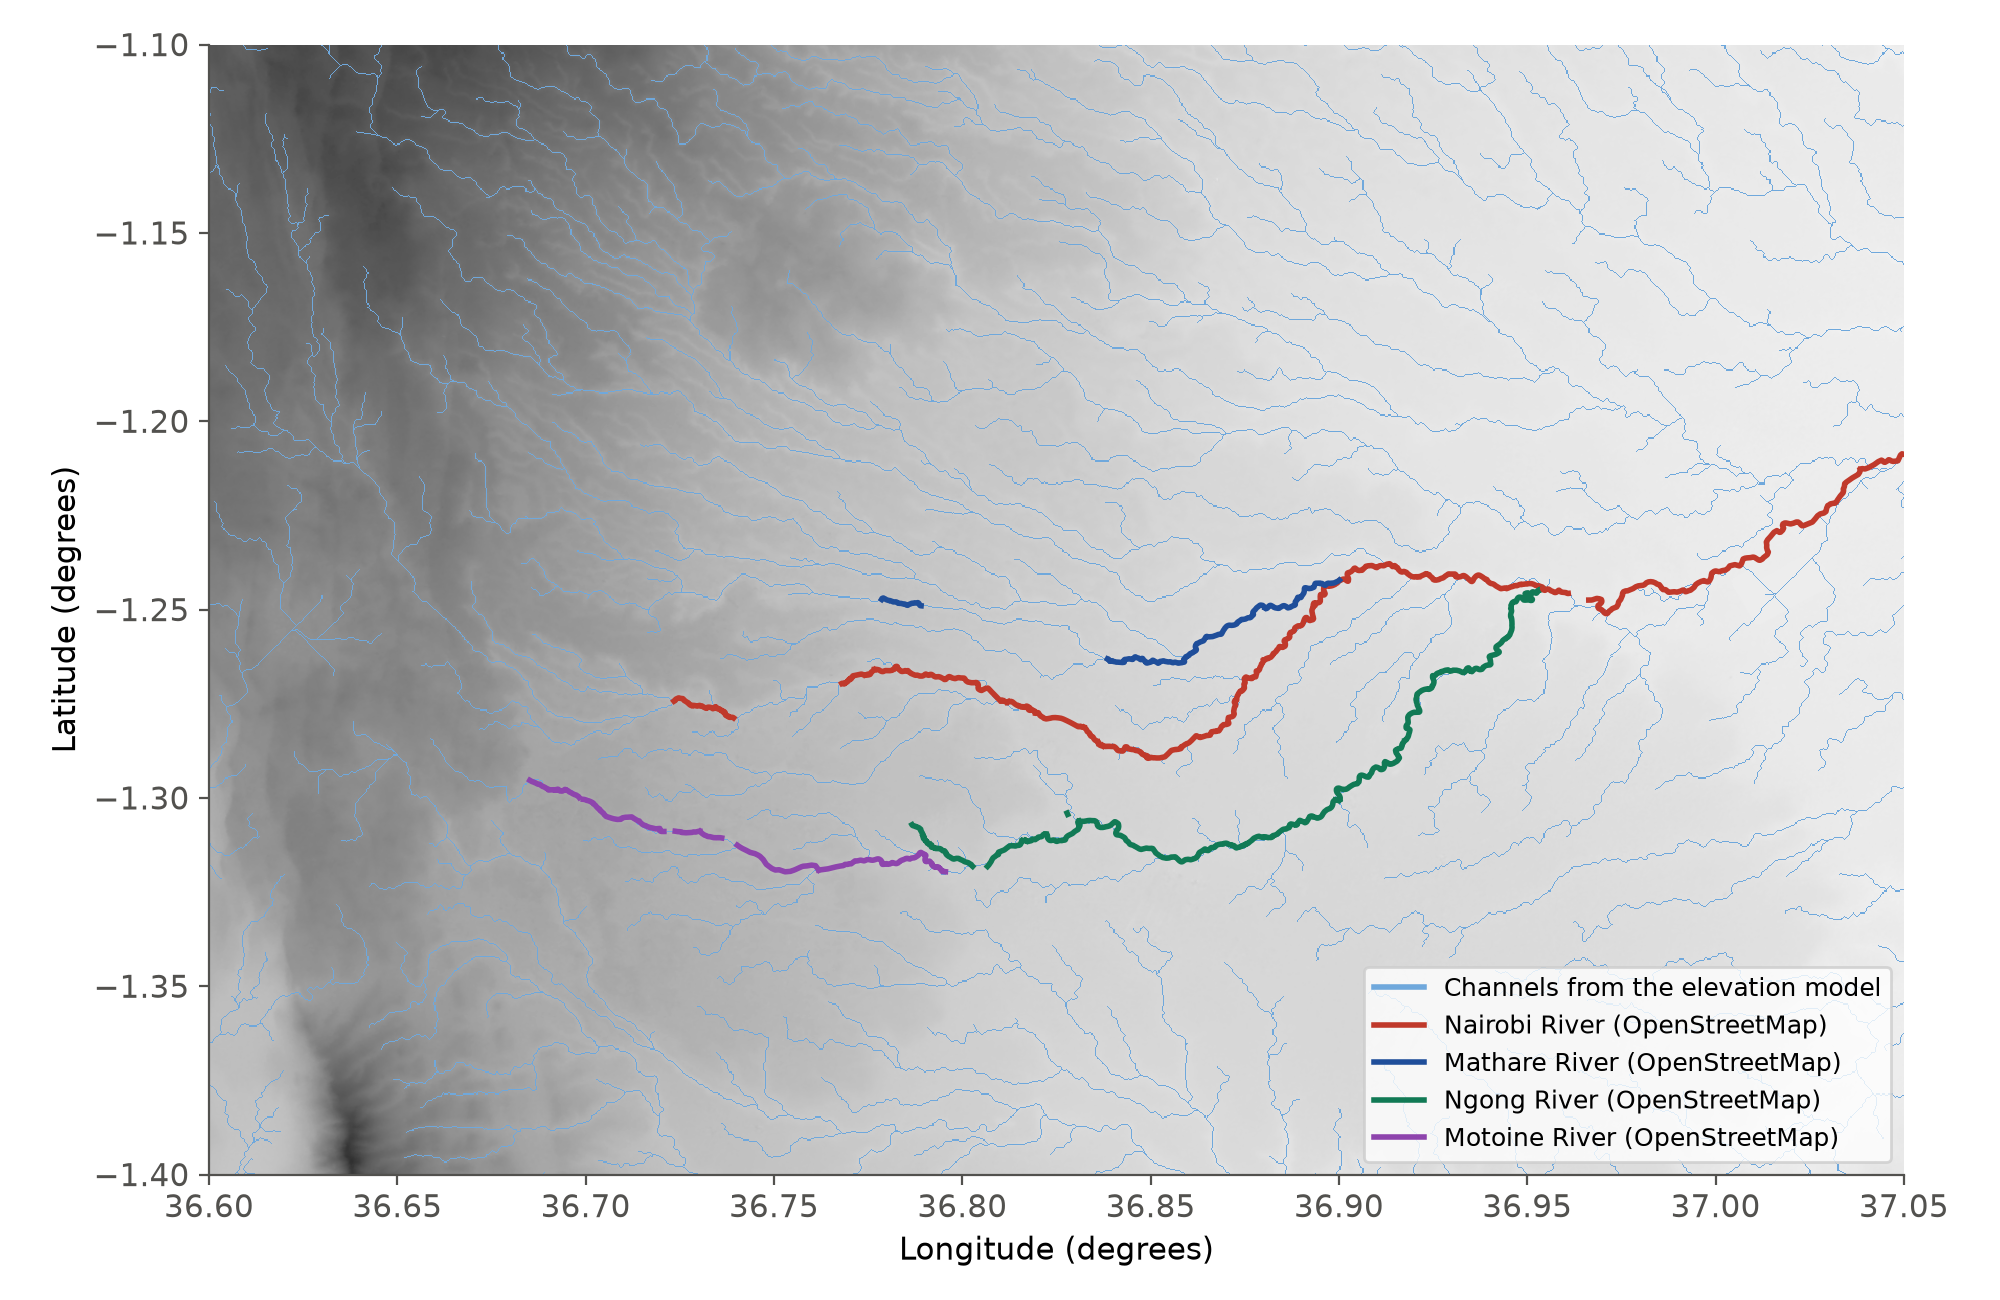 −1.10
−1.15
−1.20
−1.25
−1.30
−1.35
−1.40
Latitude (degrees)
36.60 36.65 36.70 36.75 36.80 36.85 36.90 36.95 37.00 37.05
Longitude (degrees)
Channels from the elevation model
Nairobi River (OpenStreetMap)
Mathare River (OpenStreetMap)
Ngong River (OpenStreetMap)
Motoine River (OpenStreetMap)